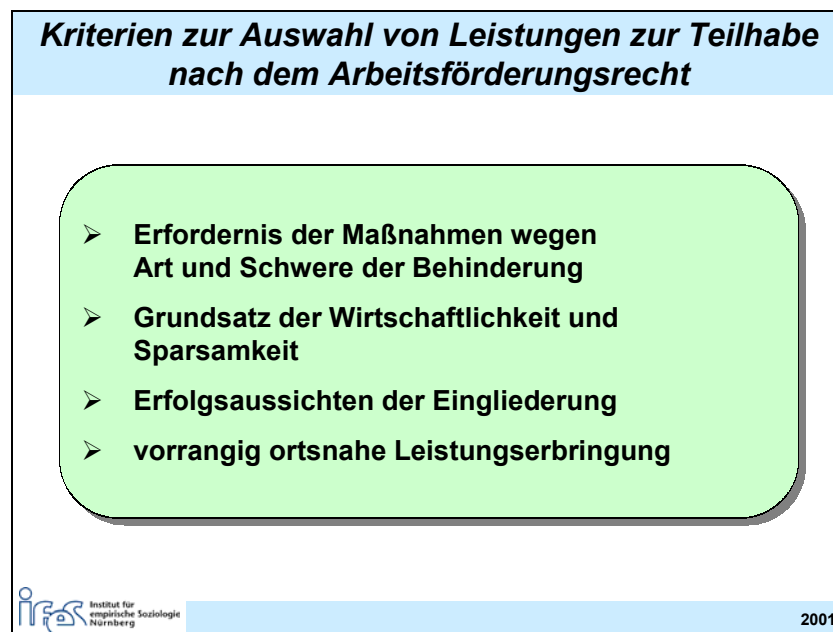 Kriterien zur Auswahl von Leistungen zur Teilhabe
nach dem Arbeitsförderungsrecht
➢ Erfordernis der Maßnahmen wegen
Art und Schwere der Behinderung
➢ Grundsatz der Wirtschaftlichkeit und
Sparsamkeit
➢ Erfolgsaussichten der Eingliederung
➢ vorrangig ortsnahe Leistungserbringung
ifes
Institut für
empirische Soziologie
Nürnberg
2001